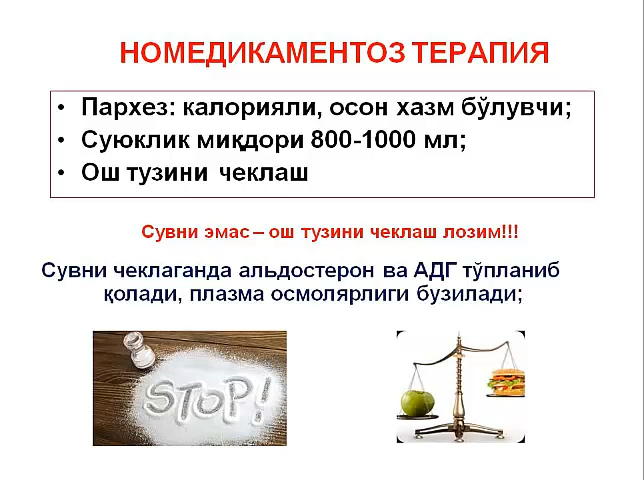 НОМЕДИКАМЕНТОЗ ТЕРАПИЯ
• Пархез: калорияли, осон хазм бўлувчи;
• Суюклик миқдори 800-1000 мл;
• Ош тузини чеклаш
Сувни эмас – ош тузини чеклаш лозим!!!
Сувни чеклаганда альдостерон ва АДГ тўпланиб
қолади, плазма осмолярлиги бузилади;
STOP!